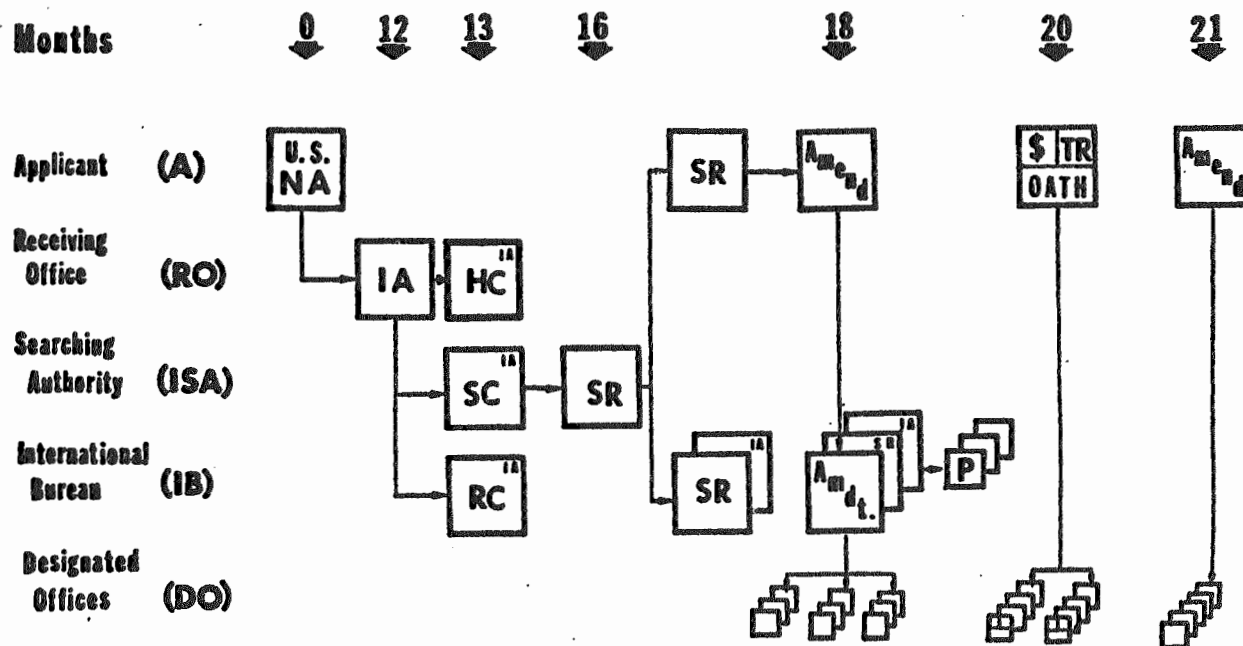 Months 0 12 13 16 18 20 21
Applicant (A)
U.S.
NA
SR
Amend
$ TR
OATH
Amend
Receiving
Office (RO)
IA
HC IA
Searching
Authority (ISA)
SC IA
SR
International
Bureau (IB)
RC IA
SR IA
Amdt. SR IA
P
Designated
Offices (DO)